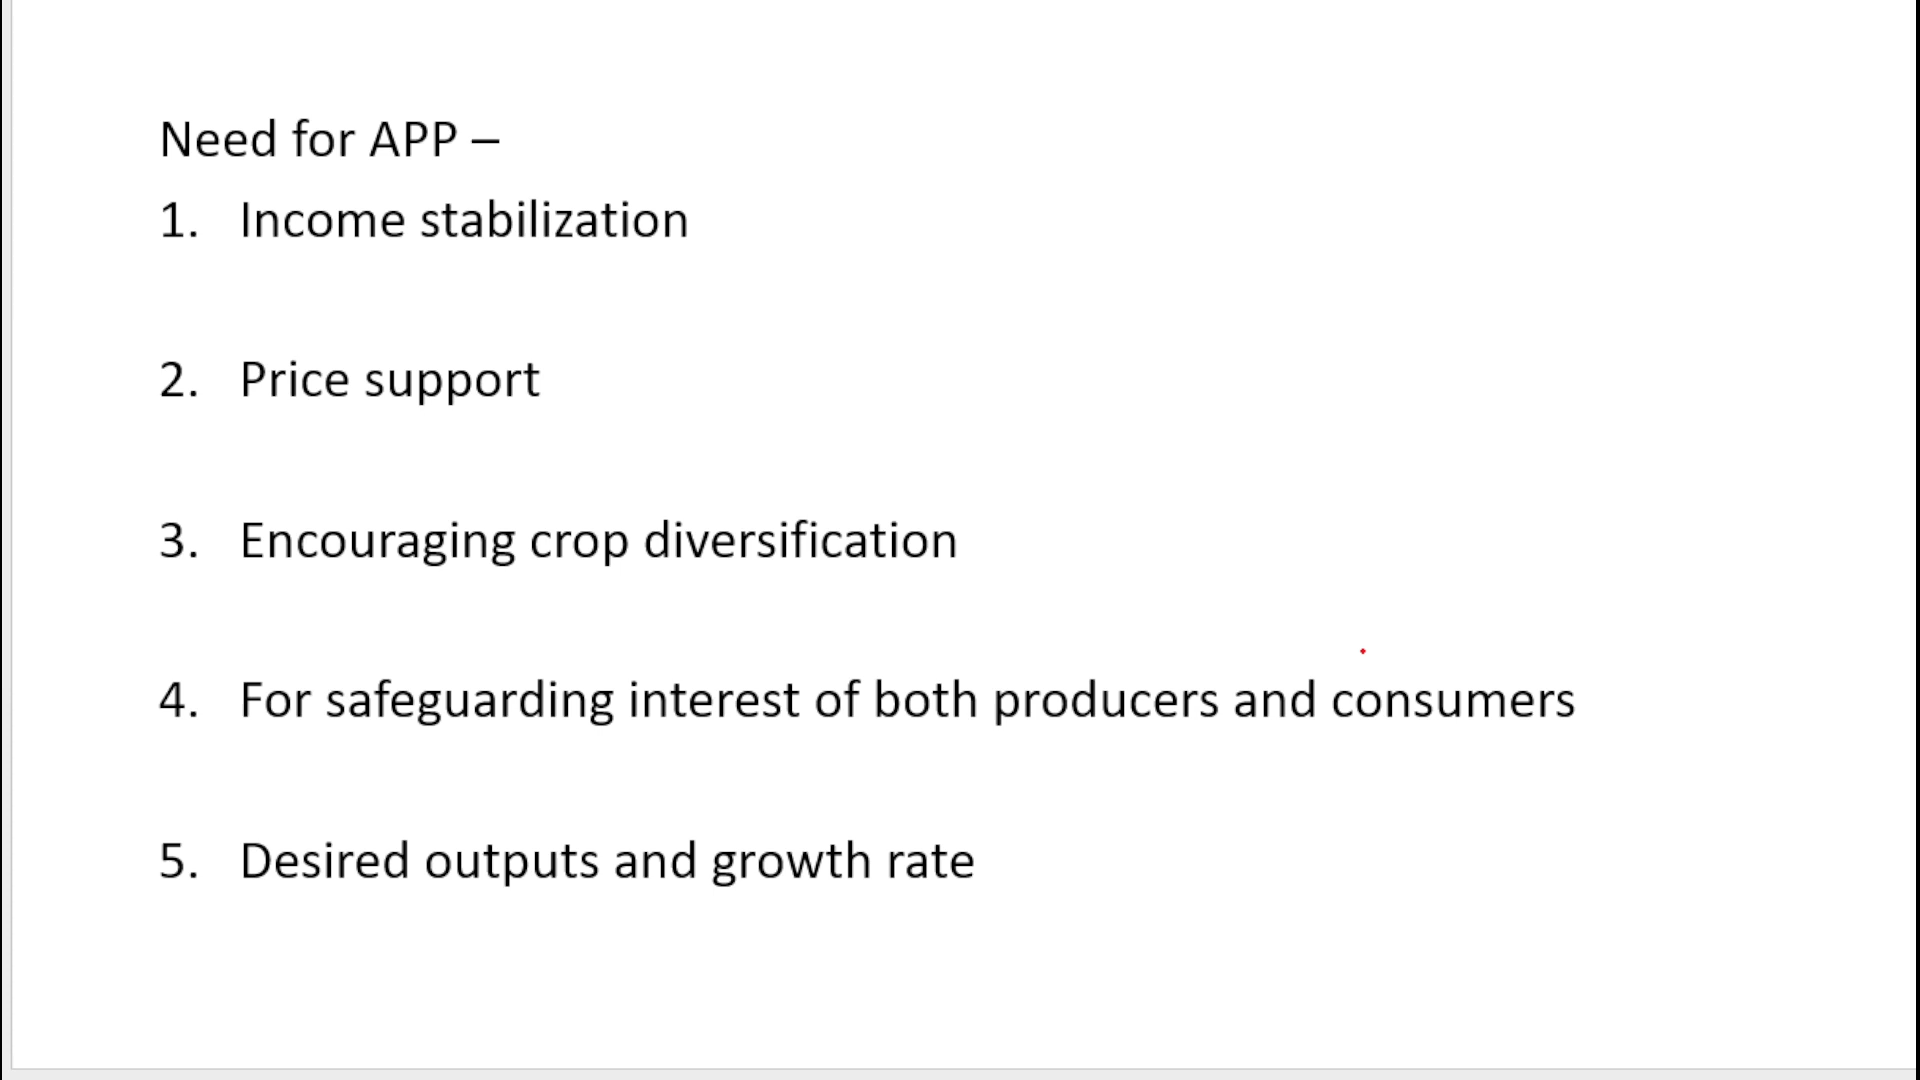 Need for APP –
1. Income stabilization
2. Price support
3. Encouraging crop diversification
4. For safeguarding interest of both producers and consumers
5. Desired outputs and growth rate